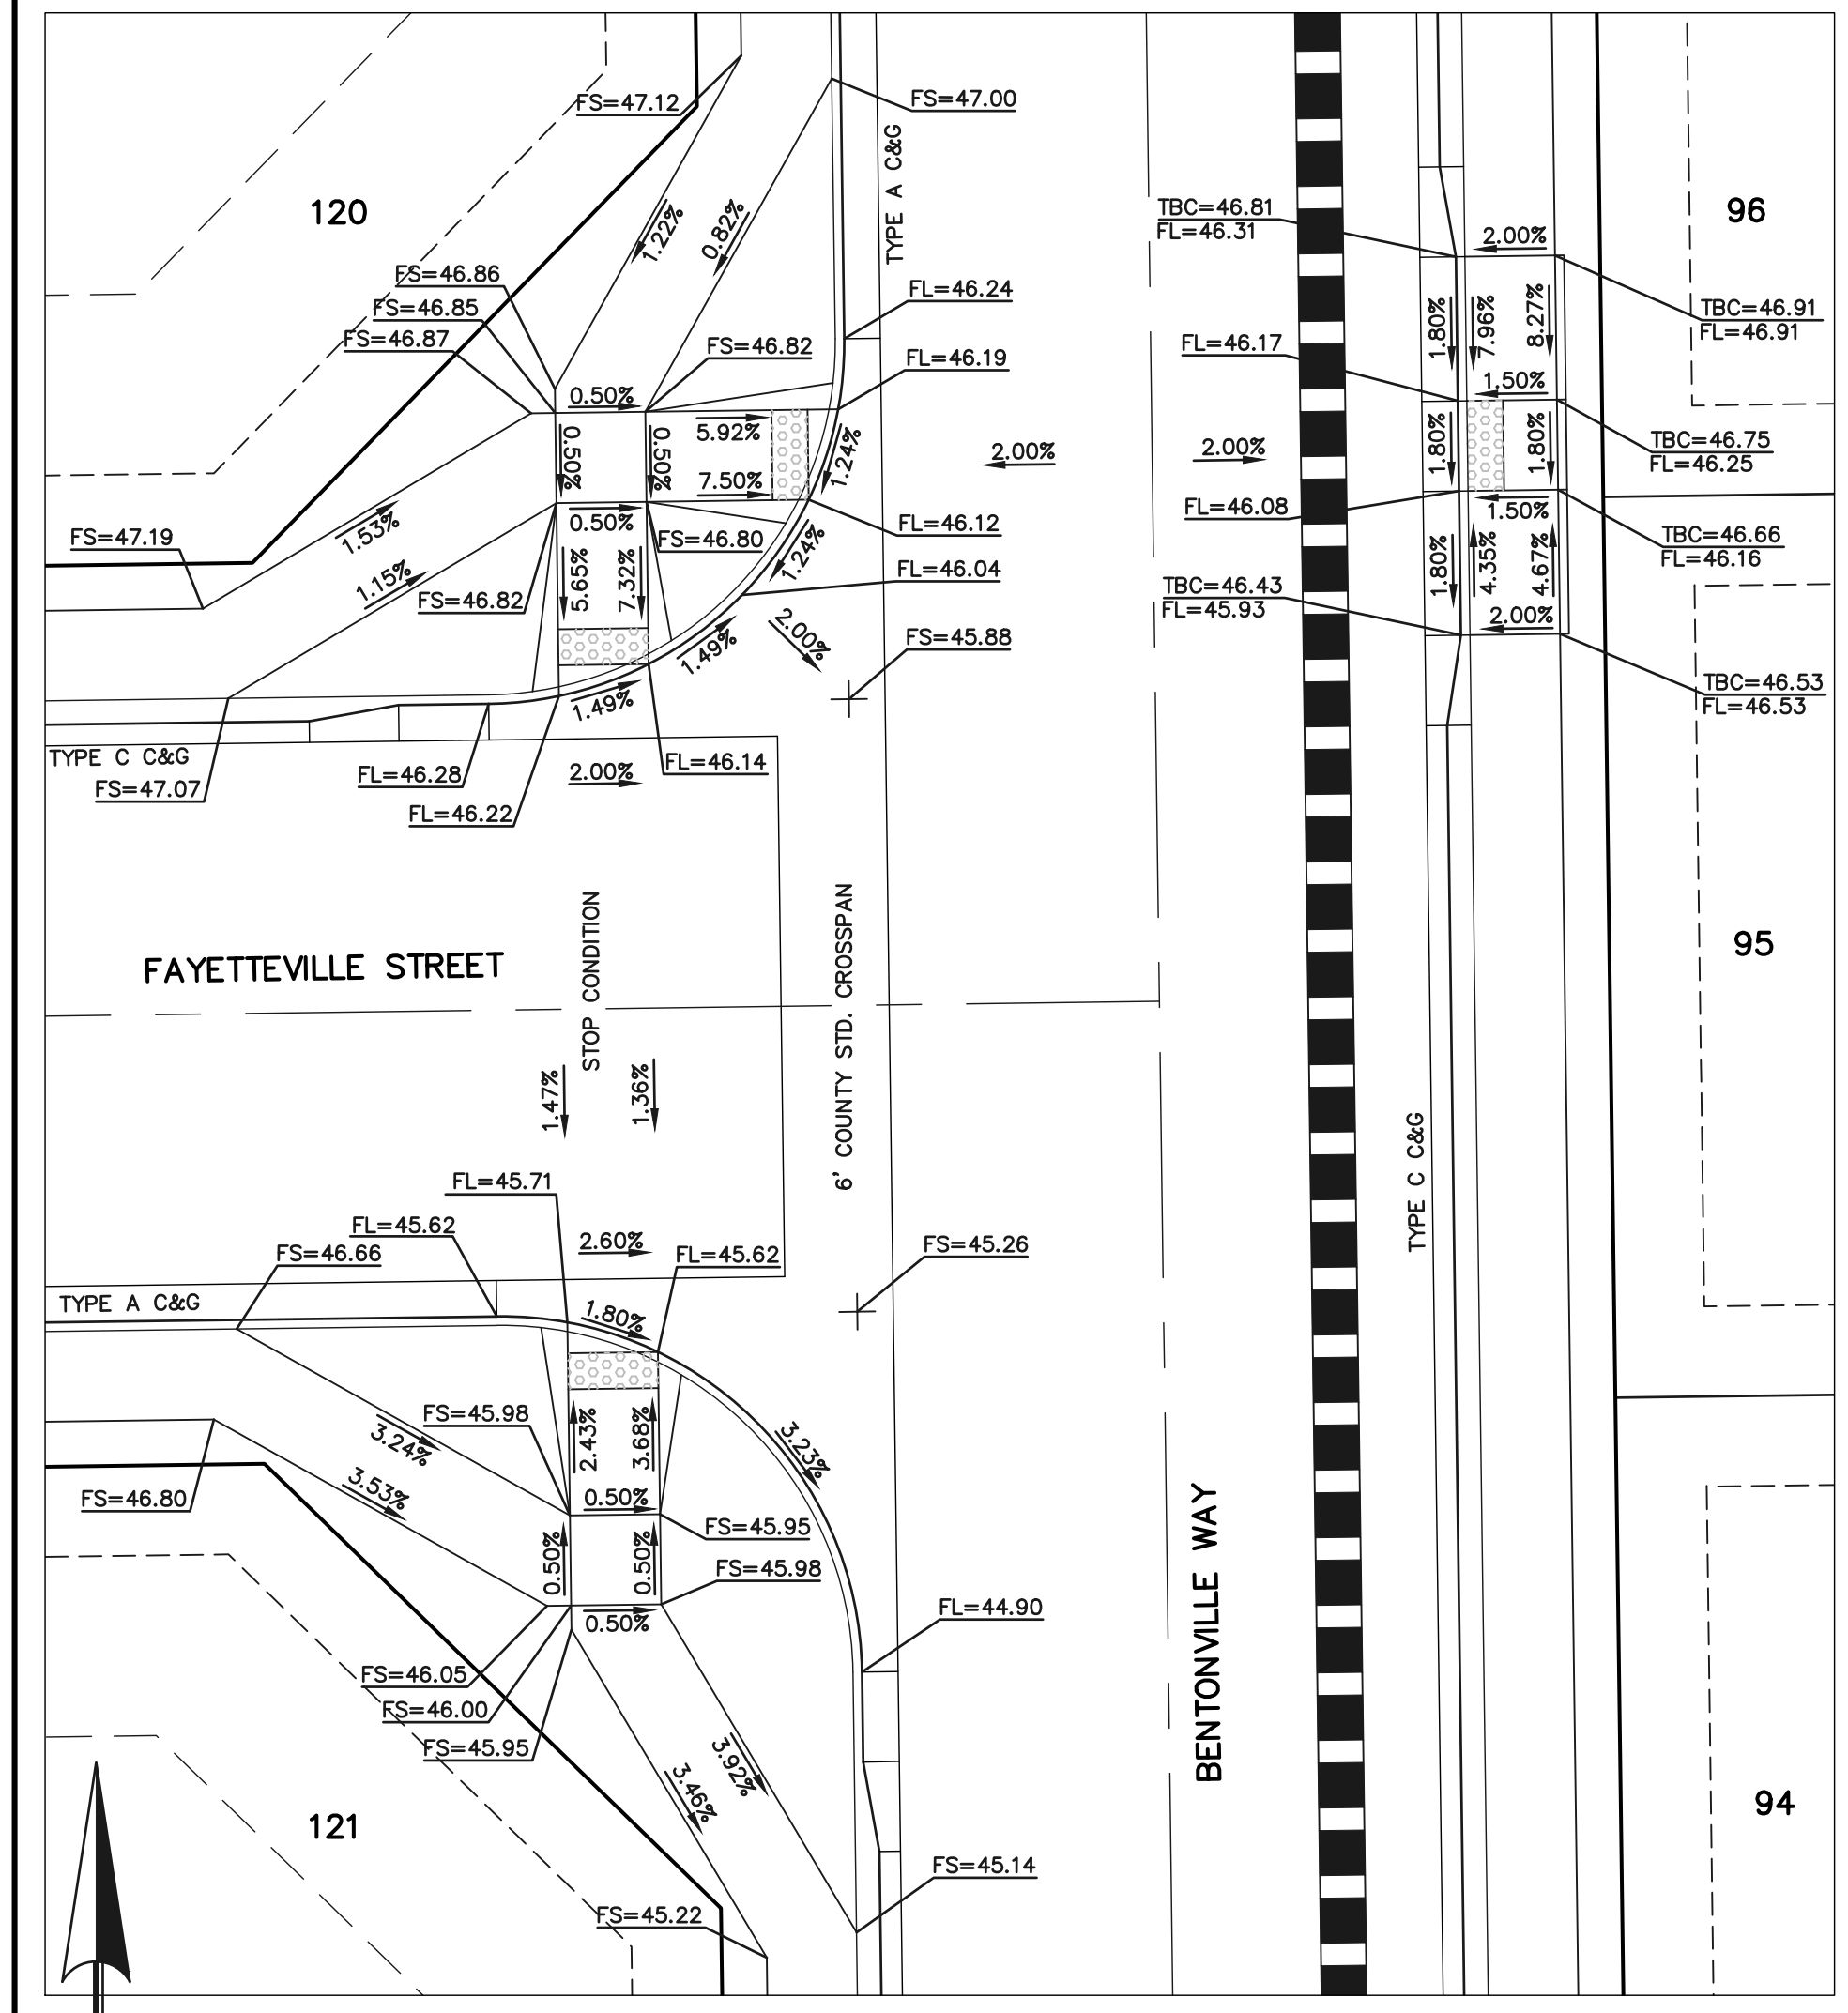 FS=47.12
FS=47.00
TYPE A C&G
120
1.22%
0.82%
TBC=46.81
FL=46.31
96
2.00%
FS=46.86
FS=46.85
FS=46.87
FL=46.24
FS=46.82
FL=46.19
FL=46.17
1.80%
7.96%
8.27%
TBC=46.91
FL=46.91
1.50%
0.50%
5.92%
0.50%
0.50%
7.50%
0.50%
1.24%
2.00%
2.00%
1.80%
1.80%
TBC=46.75
FL=46.25
FS=47.19
1.53%
1.15%
FS=46.80
FL=46.12
1.24%
FL=46.08
1.50%
TBC=46.66
FL=46.16
FS=46.82
5.65%
7.32%
FL=46.04
TBC=46.43
FL=45.93
1.80%
4.35%
4.67%
2.00%
2.00%
FS=45.88
1.49%
1.49%
TBC=46.53
FL=46.53
TYPE C C&G
FS=47.07
FL=46.28
FL=46.22
2.00%
FL=46.14
FAYETTEVILLE STREET
STOP CONDITION
6' COUNTY STD. CROSSPAN
95
1.47%
1.36%
TYPE C C&G
FL=45.71
FL=45.62
FS=46.66
2.60%
FL=45.62
FS=45.26
TYPE A C&G
1.80%
3.24%
FS=45.98
2.43%
3.68%
3.23%
FS=46.80
3.53%
0.50%
FS=45.95
0.50%
0.50%
FS=45.98
0.50%
FL=44.90
BENTONVILLE WAY
FS=46.05
FS=46.00
FS=45.95
3.46%
3.92%
121
94
FS=45.14
FS=45.22